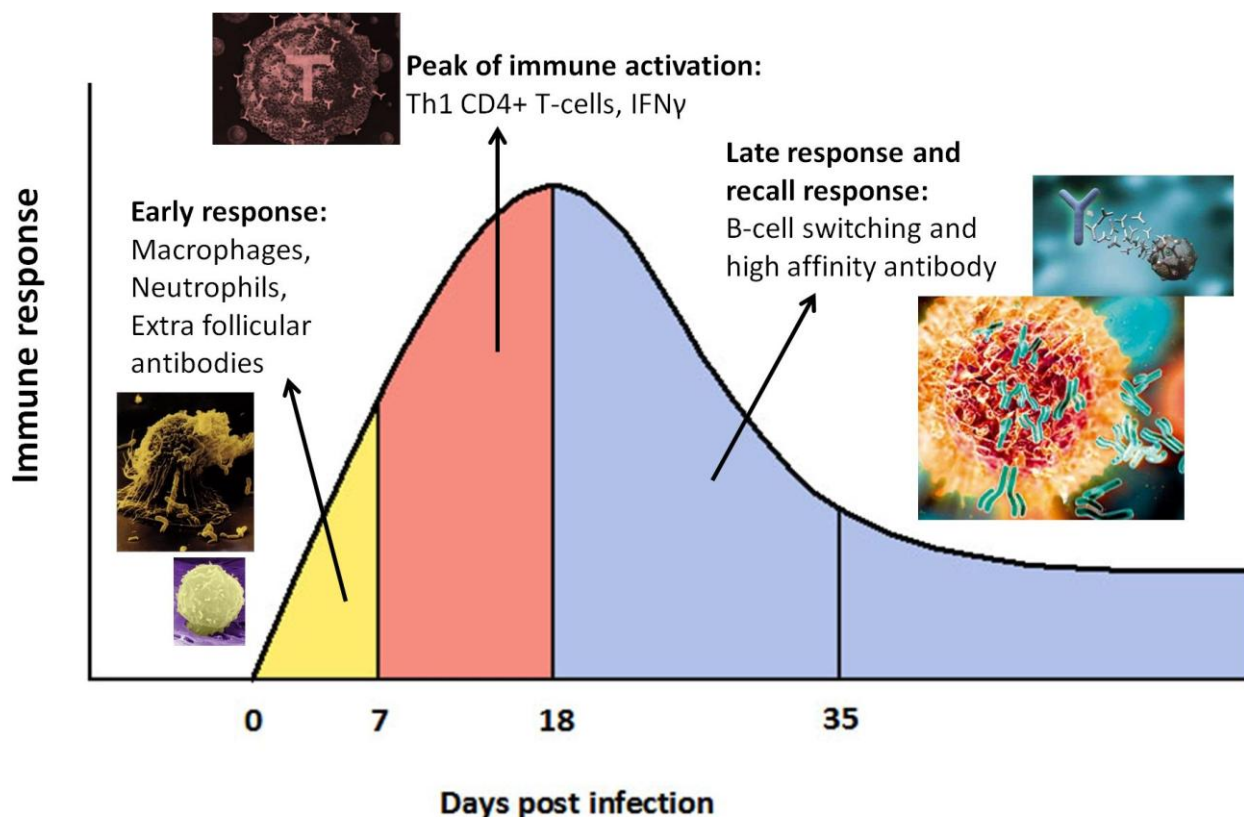 T
Peak of immune activation:
Th1 CD4+ T-cells, IFNγ
Late response and
recall response:
B-cell switching and
high affinity antibody
Early response:
Macrophages,
Neutrophils,
Extra follicular
antibodies
Immune response
0 7 18 35
Days post infection